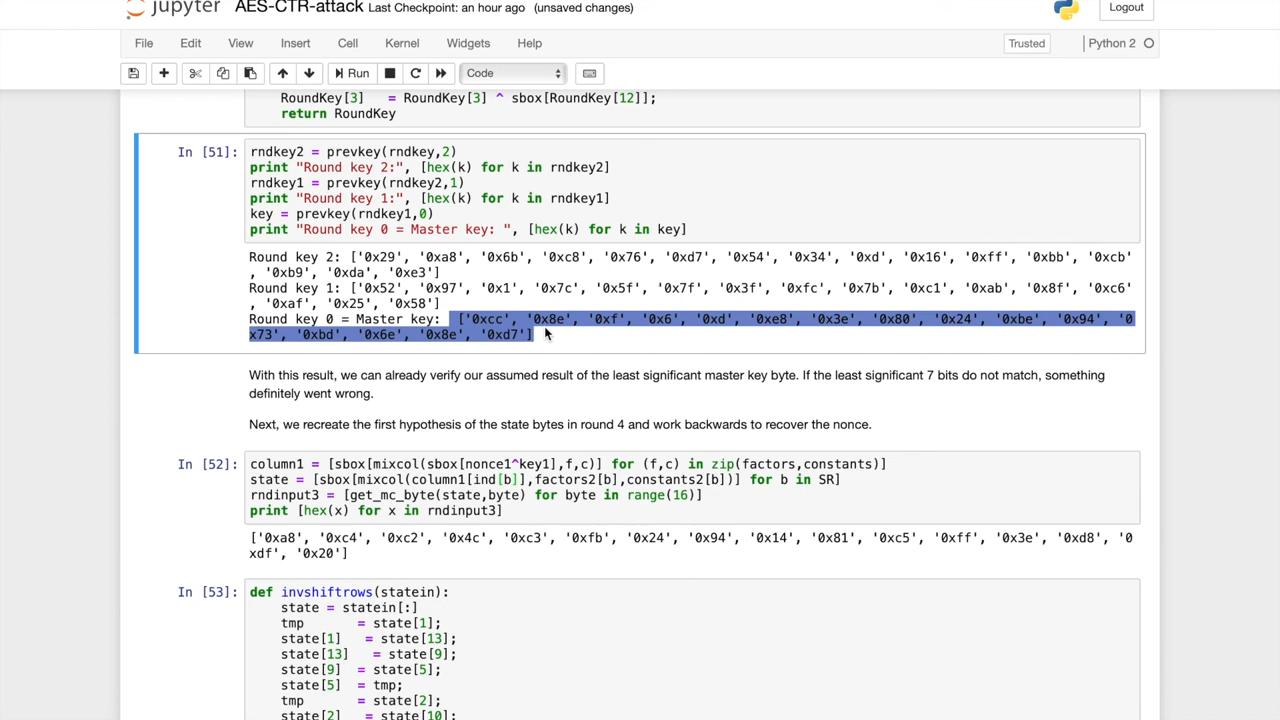 jupyter AES-CTR-attack Last Checkpoint: an hour ago (unsaved changes) Logout
File Edit View Insert Cell Kernel Widgets Help Trusted Python 2
Run Code
RoundKey[3] = RoundKey[3] ^ sbox[RoundKey[12]];
return RoundKey
In [51]: rndkey2 = prevkey(rndkey,2)
print "Round key 2:", [hex(k) for k in rndkey2]
rndkey1 = prevkey(rndkey2,1)
print "Round key 1:", [hex(k) for k in rndkey1]
key = prevkey(rndkey1,0)
print "Round key 0 = Master key: ", [hex(k) for k in key]
Round key 2: ['0x29', '0xa8', '0x6b', '0xc8', '0x76', '0xd7', '0x54', '0x34', '0xd', '0x16', '0xff', '0xbb', '0xcb'
, '0xb9', '0xda', '0xe3']
Round key 1: ['0x52', '0x97', '0x1', '0x7c', '0x5f', '0x7f', '0x3f', '0xfc', '0x7b', '0xc1', '0xab', '0x8f', '0xc6'
, '0xaf', '0x25', '0x58']
Round key 0 = Master key: ['0xcc', '0x8e', '0xf', '0x6', '0xd', '0xe8', '0x3e', '0x80', '0x24', '0xbe', '0x94', '0
x73', '0xbd', '0x6e', '0x8e', '0xd7']
With this result, we can already verify our assumed result of the least significant master key byte. If the least significant 7 bits do not match, something
definitely went wrong.
Next, we recreate the first hypothesis of the state bytes in round 4 and work backwards to recover the nonce.
In [52]: column1 = [sbox[mixcol(sbox[nonce1^key1],f,c)] for (f,c) in zip(factors,constants)]
state = [sbox[mixcol(column1[ind[b]],factors2[b],constants2[b])] for b in SR]
rndinput3 = [get_mc_byte(state,byte) for byte in range(16)]
print [hex(x) for x in rndinput3]
['0xa8', '0xc4', '0xc2', '0x4c', '0xc3', '0xfb', '0x24', '0x94', '0x14', '0x81', '0xc5', '0xff', '0x3e', '0xd8', '0
xdf', '0x20']
In [53]: def invshiftrows(statein):
state = statein[:]
tmp = state[1];
state[1] = state[13];
state[13] = state[9];
state[9] = state[5];
state[5] = tmp;
tmp = state[2];
state[2] = state[10];